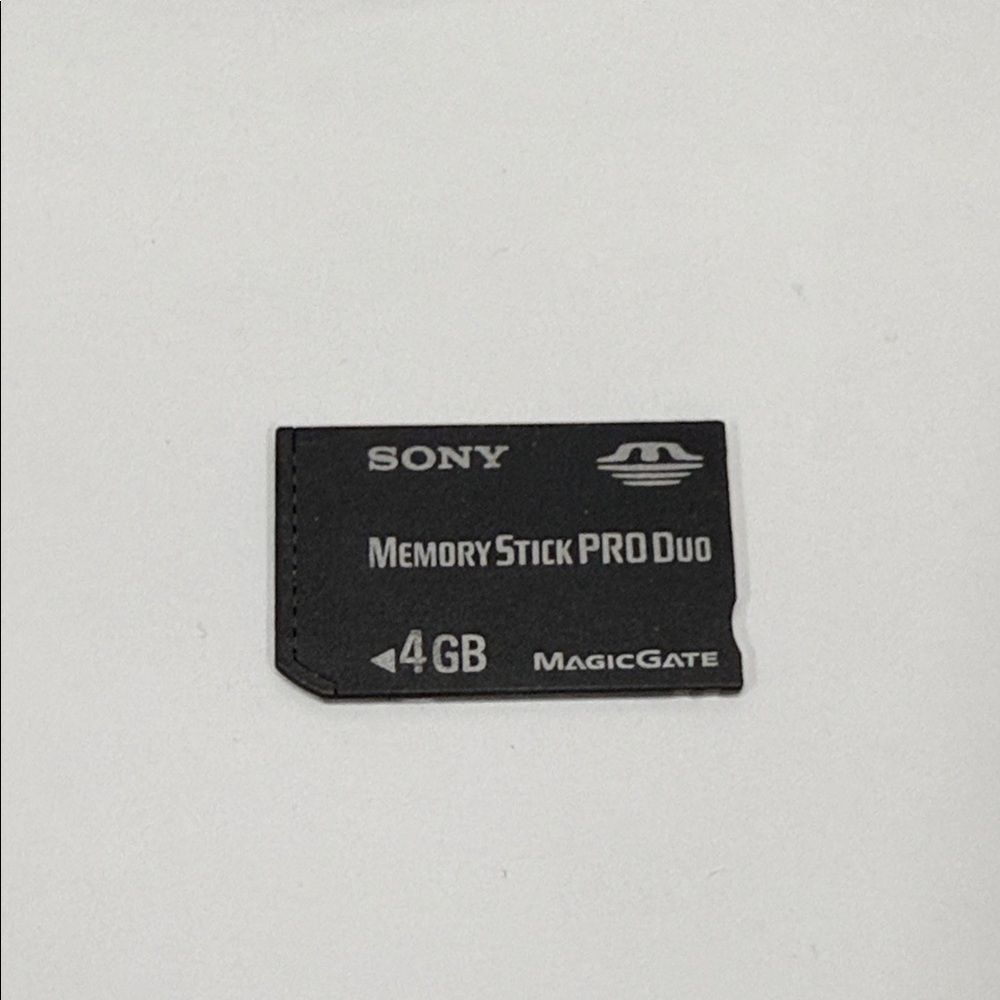 SONY
MEMORY STICK PRO DUO
4GB
MAGICGATE